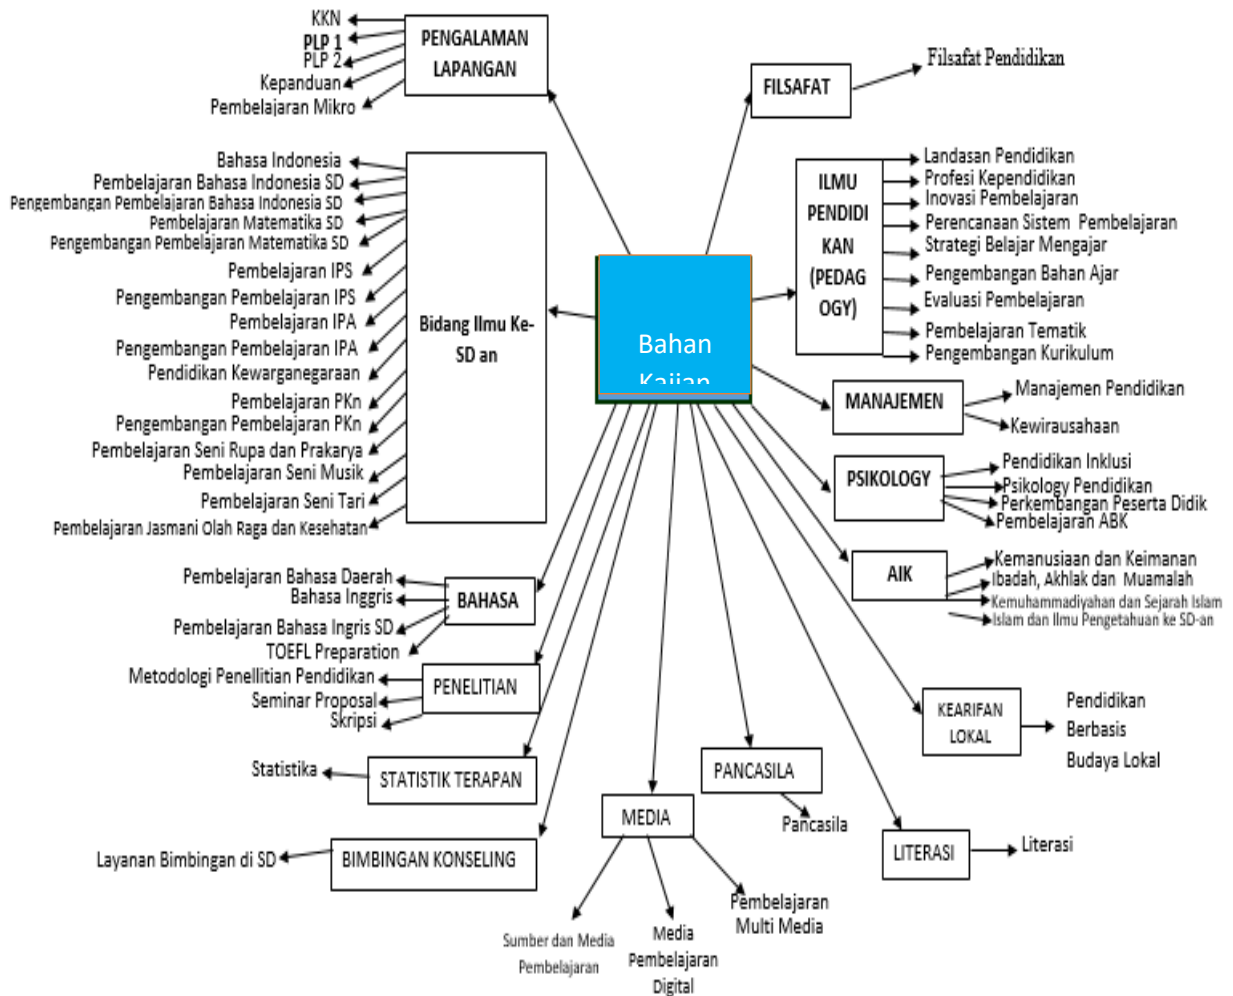 KKN
PLP 1
PLP 2
Kepanduan
Pembelajaran Mikro
PENGALAMAN
LAPANGAN
FILSAFAT
Filsafat Pendidikan
Bahasa Indonesia
Pembelajaran Bahasa Indonesia SD
Pengembangan Pembelajaran Bahasa Indonesia SD
Pembelajaran Matematika SD
Pengembangan Pembelajaran Matematika SD
Pembelajaran IPS
Pengembangan Pembelajaran IPS
Pembelajaran IPA
Pengembangan Pembelajaran IPA
Pendidikan Kewarganegaraan
Pembelajaran PKn
Pengembangan Pembelajaran PKn
Pembelajaran Seni Rupa dan Prakarya
Pembelajaran Seni Musik
Pembelajaran Seni Tari
Pembelajaran Jasmani Olah Raga dan Kesehatan
Bidang Ilmu Ke-
SD an
Bahan
Kajian
ILMU
PENDIDI
KAN
(PEDAG
OGY)
Landasan Pendidikan
Profesi Kependidikan
Inovasi Pembelajaran
Perencanaan Sistem Pembelajaran
Strategi Belajar Mengajar
Pengembangan Bahan Ajar
Evaluasi Pembelajaran
Pembelajaran Tematik
Pengembangan Kurikulum
MANAJEMEN
Manajemen Pendidikan
Kewirausahaan
PSIKOLOGY
Pendidikan Inklusi
Psikology Pendidikan
Perkembangan Peserta Didik
Pembelajaran ABK
AIK
Kemanusiaan dan Keimanan
Ibadah, Akhlak dan Muamalah
Kemuhammadiyahan dan Sejarah Islam
Islam dan Ilmu Pengetahuan ke SD-an
Pembelajaran Bahasa Daerah
Bahasa Inggris
Pembelajaran Bahasa Ingris SD
TOEFL Preparation
BAHASA
Metodologi Penellitian Pendidikan
Seminar Proposal
Skripsi
PENELITIAN
KEARIFAN
LOKAL
Pendidikan
Berbasis
Budaya Lokal
Statistika
STATISTIK TERAPAN
PANCASILA
Pancasila
MEDIA
LITERASI
Literasi
Layanan Bimbingan di SD
BIMBINGAN KONSELING
Sumber dan Media
Pembelajaran
Media
Pembelajaran
Digital
Pembelajaran
Multi Media